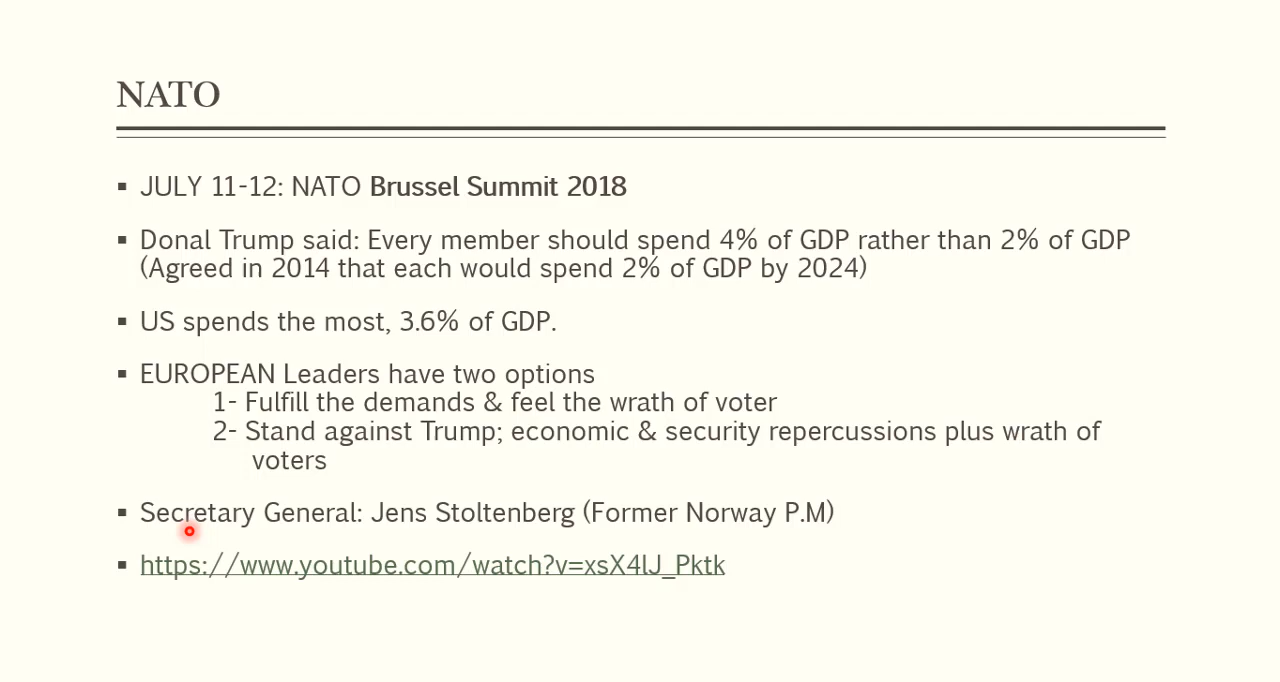 NATO
▪ JULY 11-12: NATO Brussel Summit 2018
▪ Donal Trump said: Every member should spend 4% of GDP rather than 2% of GDP
(Agreed in 2014 that each would spend 2% of GDP by 2024)
▪ US spends the most, 3.6% of GDP.
▪ EUROPEAN Leaders have two options
1- Fulfill the demands & feel the wrath of voter
2- Stand against Trump; economic & security repercussions plus wrath of
voters
▪ Secretary General: Jens Stoltenberg (Former Norway P.M)
▪ https://www.youtube.com/watch?v=xsX4lJ_Pktk